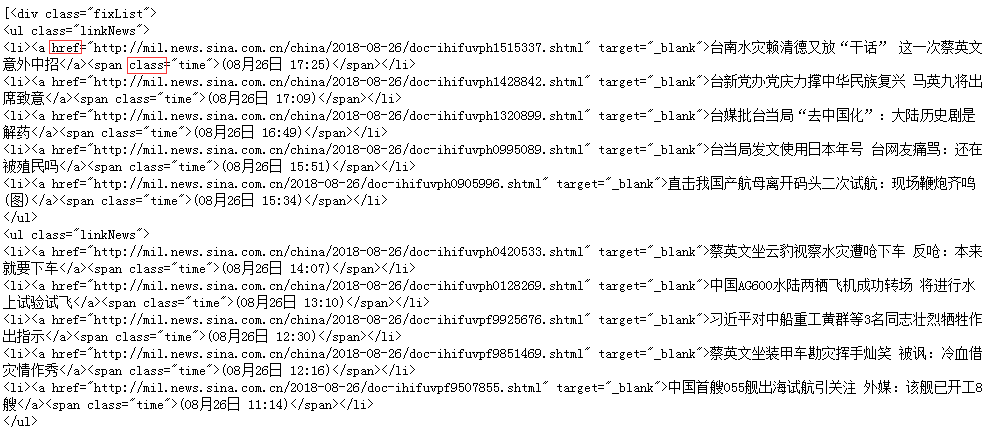 [<div class="fixList">
<ul class="linkNews">
<li><a href="http://mil.news.sina.com.cn/china/2018-08-26/doc-ihifuvph1515337.shtml" target="_blank">台南水灾赖清德又放“干话” 这一次蔡英文
意外中招</a><span class="time">(08月26日 17:25)</span></li>
<li><a href="http://mil.news.sina.com.cn/china/2018-08-26/doc-ihifuvph1428842.shtml" target="_blank">台新党办党庆力撑中华民族复兴 马英九将出
席致意</a><span class="time">(08月26日 17:09)</span></li>
<li><a href="http://mil.news.sina.com.cn/china/2018-08-26/doc-ihifuvph1320899.shtml" target="_blank">台媒批台当局“去中国化”：大陆历史剧是
解药</a><span class="time">(08月26日 16:49)</span></li>
<li><a href="http://mil.news.sina.com.cn/china/2018-08-26/doc-ihifuvph0995089.shtml" target="_blank">台当局发文使用日本年号 台网友痛骂：还在
被殖民吗</a><span class="time">(08月26日 15:51)</span></li>
<li><a href="http://mil.news.sina.com.cn/china/2018-08-26/doc-ihifuvph0905996.shtml" target="_blank">直击我国产航母离开码头二次试航：现场鞭炮齐鸣
(图)</a><span class="time">(08月26日 15:34)</span></li>
</ul>
<ul class="linkNews">
<li><a href="http://mil.news.sina.com.cn/china/2018-08-26/doc-ihifuvph0420533.shtml" target="_blank">蔡英文坐云豹视察水灾遭呛下车 反呛：本来
就要下车</a><span class="time">(08月26日 14:07)</span></li>
<li><a href="http://mil.news.sina.com.cn/china/2018-08-26/doc-ihifuvph0128269.shtml" target="_blank">中国AG600水陆两栖飞机成功转场 将进行水
上试验试飞</a><span class="time">(08月26日 13:10)</span></li>
<li><a href="http://mil.news.sina.com.cn/china/2018-08-26/doc-ihifuvpf9925676.shtml" target="_blank">习近平对中船重工黄群等3名同志壮烈牺牲作
出指示</a><span class="time">(08月26日 12:30)</span></li>
<li><a href="http://mil.news.sina.com.cn/china/2018-08-26/doc-ihifuvpf9851469.shtml" target="_blank">蔡英文坐装甲车勘灾挥手灿笑 被讽：冷血借
灾情作秀</a><span class="time">(08月26日 12:16)</span></li>
<li><a href="http://mil.news.sina.com.cn/china/2018-08-26/doc-ihifuvpf9507855.shtml" target="_blank">中国首艘055舰出海试航引关注 外媒：该舰已开工8
艘</a><span class="time">(08月26日 11:14)</span></li>
</ul>